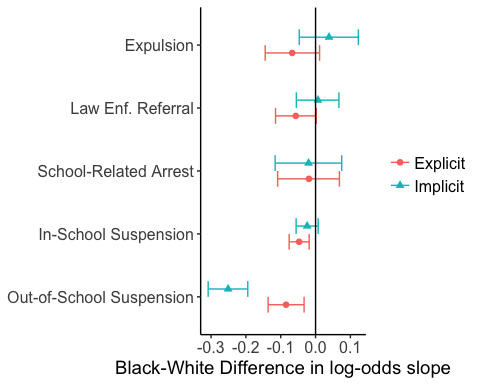 Expulsion
Law Enf. Referral
School-Related Arrest
In-School Suspension
Out-of-School Suspension
Explicit
Implicit
-0.3 -0.2 -0.1 0.0 0.1
Black-White Difference in log-odds slope